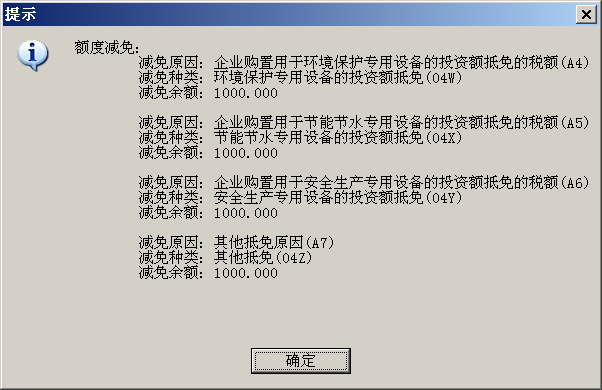 提示
额度减免：
减免原因：企业购置用于环境保护专用设备的投资额抵免的税额(A4)
减免种类：环境保护专用设备的投资额抵免(04W)
减免余额：1000.000
减免原因：企业购置用于节能节水专用设备的投资额抵免的税额(A5)
减免种类：节能节水专用设备的投资额抵免(04X)
减免余额：1000.000
减免原因：企业购置用于安全生产专用设备的投资额抵免的税额(A6)
减免种类：安全生产专用设备的投资额抵免(04Y)
减免余额：1000.000
减免原因：其他抵免原因(A7)
减免种类：其他抵免(04Z)
减免余额：1000.000
确定